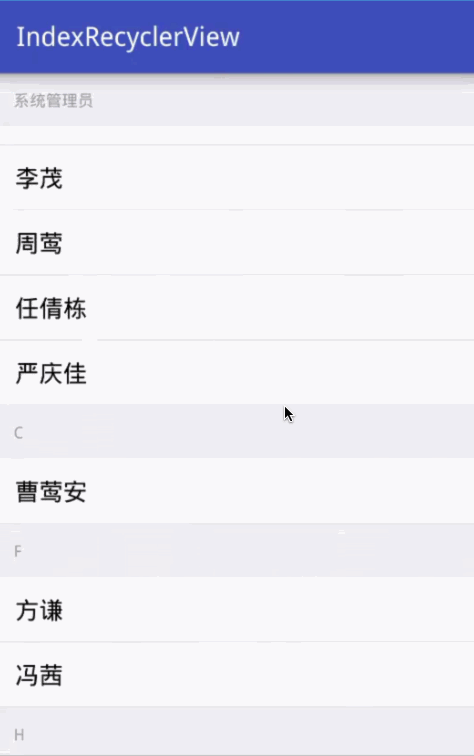 IndexRecyclerView
系统管理员
李茂
周莺
任倩栋
严庆佳
C
曹莺安
F
方谦
冯茜
H